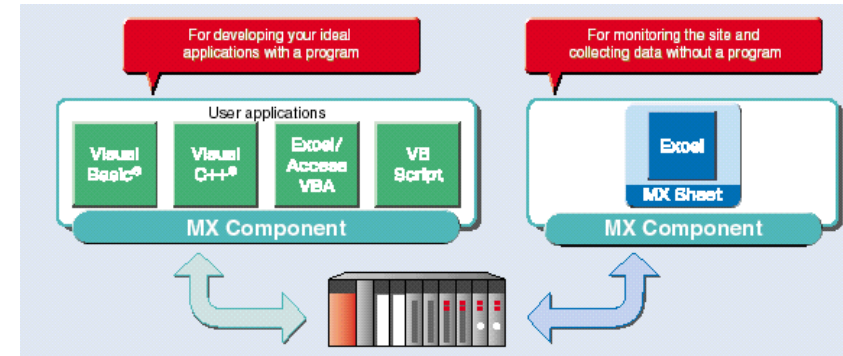 For developing your ideal
applications with a program
For monitoring the site and
collecting data without a program
User applications
Visual
Basic®
Visual
C++®
Excel/
Access
VBA
VB
Script
MX Component
Excel
MX Sheet
MX Component